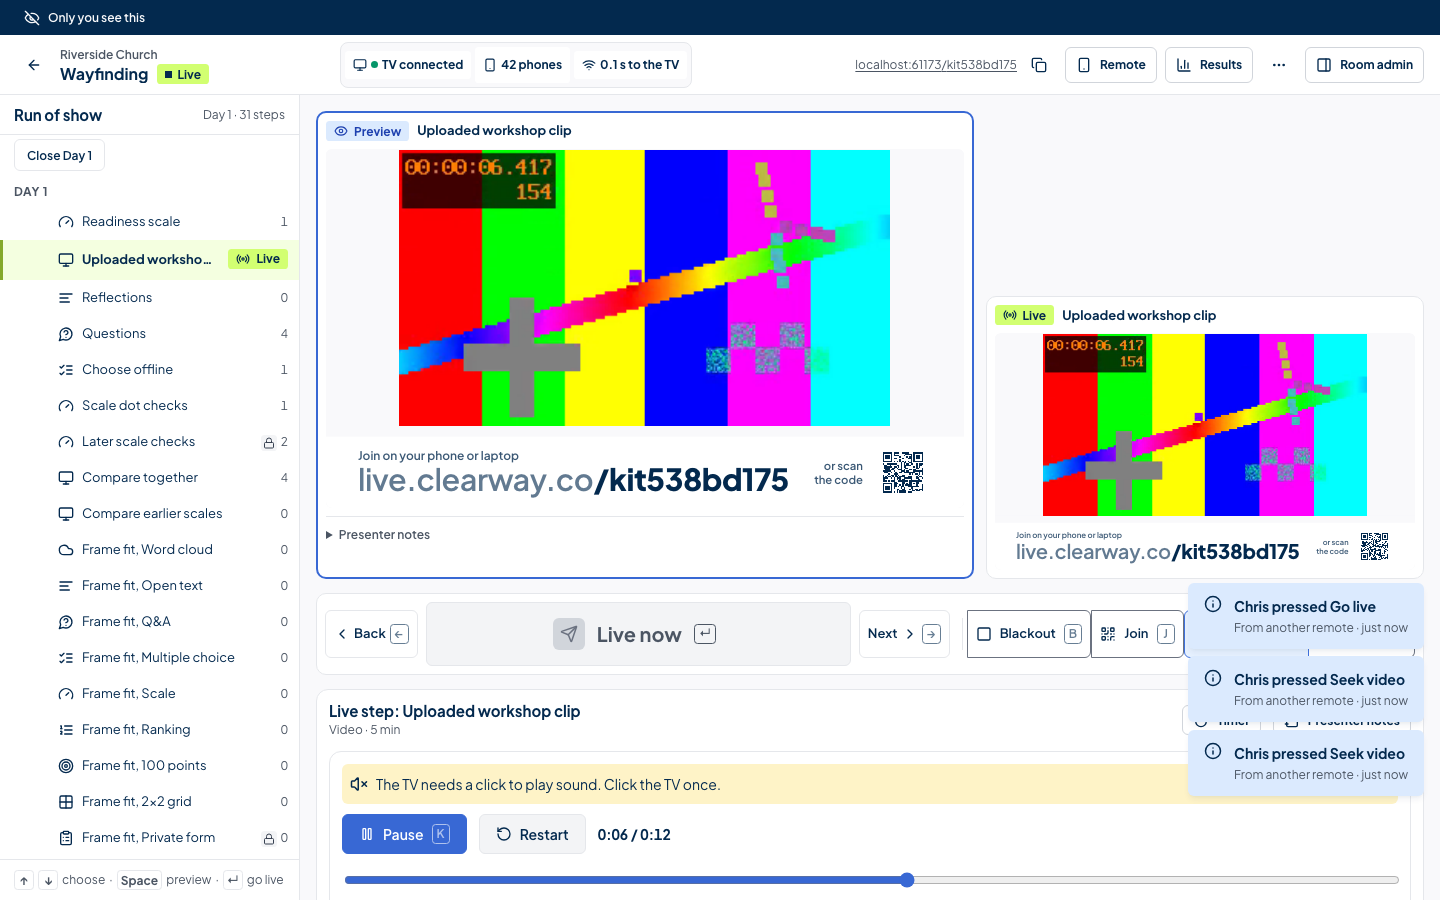 Only you see this
Riverside Church
Wayfinding
Live
TV connected
42 phones
0.1 s to the TV
localhost:61173/kit538bd175
Remote
Results
Room admin
Run of show
Day 1 · 31 steps
Close Day 1
DAY 1
Readiness scale 1
Uploaded worksho... Live
Reflections 0
Questions 4
Choose offline 1
Scale dot checks 1
Later scale checks 2
Compare together 4
Compare earlier scales 0
Frame fit, Word cloud 0
Frame fit, Open text 0
Frame fit, Q&A 0
Frame fit, Multiple choice 0
Frame fit, Scale 0
Frame fit, Ranking 0
Frame fit, 100 points 0
Frame fit, 2×2 grid 0
Frame fit, Private form 0
↑ ↓ choose · Space preview · ↵ go live
Preview Uploaded workshop clip
00:00:06.417
154
Join on your phone or laptop
live.clearway.co/kit538bd175
or scan
the code
Presenter notes
Live Uploaded workshop clip
00:00:06.417
154
Join on your phone or laptop
live.clearway.co/kit538bd175
or scan
the code
Back ←
Live now ↵
Next →
Blackout B
Join J
Chris pressed Go live
From another remote · just now
Chris pressed Seek video
From another remote · just now
Chris pressed Seek video
From another remote · just now
Live step: Uploaded workshop clip
Video · 5 min
Timer
Presenter notes
The TV needs a click to play sound. Click the TV once.
Pause K
Restart
0:06 / 0:12